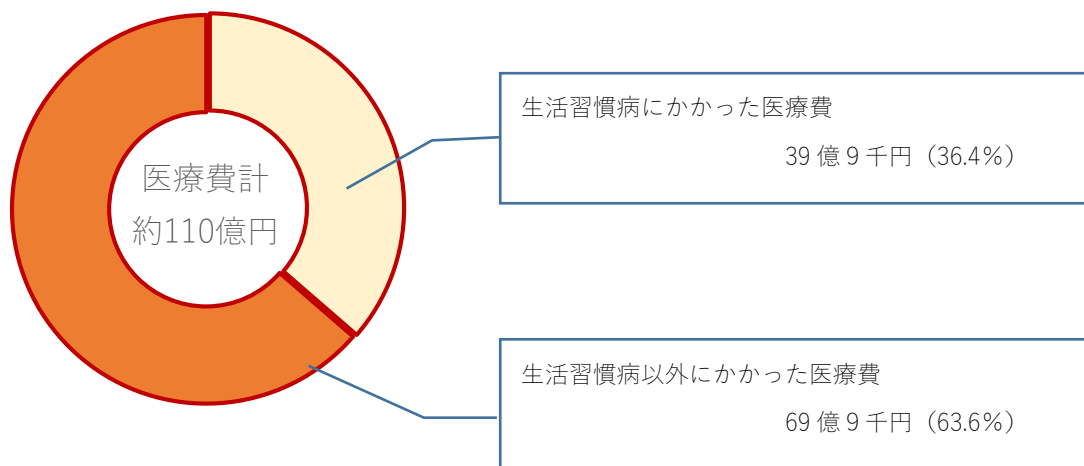 医療費計
約110億円
生活習慣病にかかった医療費
39 億 9 千円（36.4%）
生活習慣病以外にかかった医療費
69 億 9 千円（63.6%）